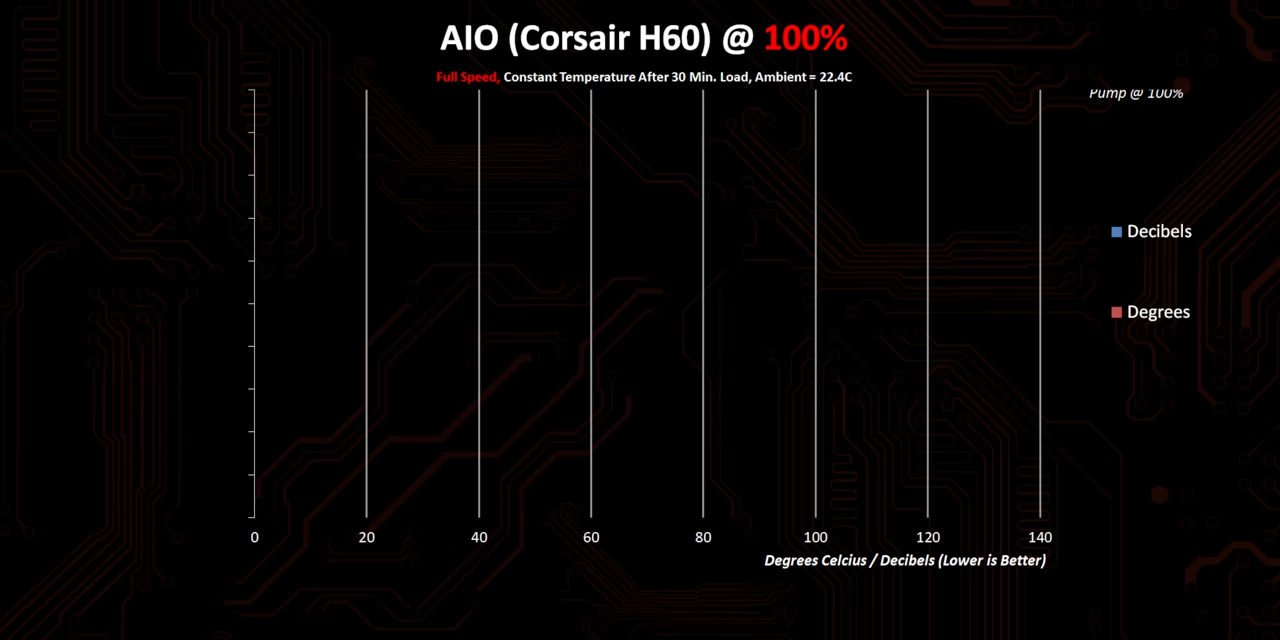 AIO (Corsair H60) @ 100%
Full Speed, Constant Temperature After 30 Min. Load, Ambient = 22.4C
Pump @ 100%
Decibels
Degrees
0 20 40 60 80 100 120 140
Degrees Celcius / Decibels (Lower is Better)